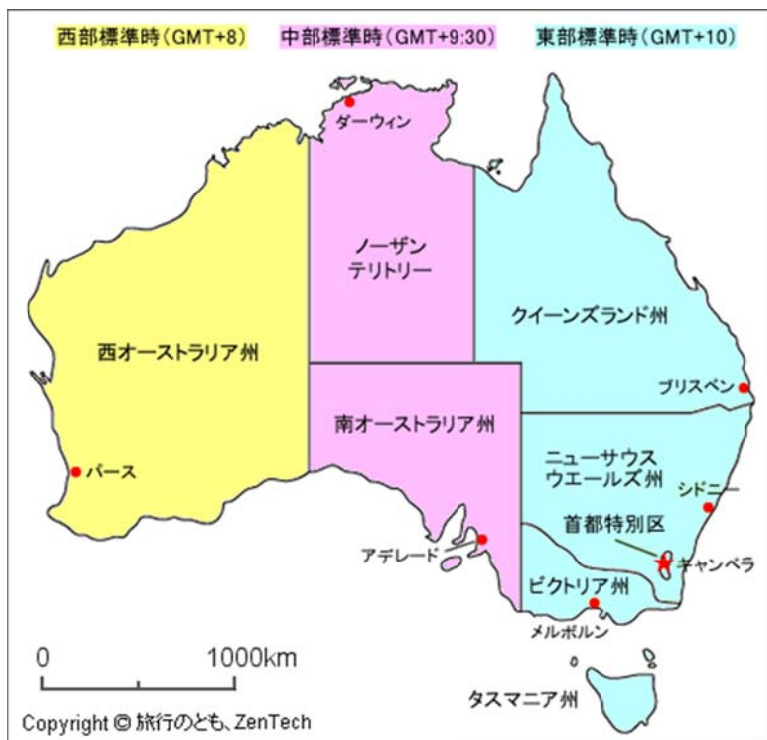 西部標準時(GMT+8) 中部標準時(GMT+9:30) 東部標準時(GMT+10)
ダーウィン
ノーザン
テリトリー
クイーンズランド州
西オーストラリア州
ブリスベン
南オーストラリア州
ニューサウス
ウエールズ州
パース
シドニー
首都特別区
アデレード
キャンベラ
ビクトリア州
メルボルン
0 1000km
タスマニア州
Copyright © 旅行のとも、ZenTech